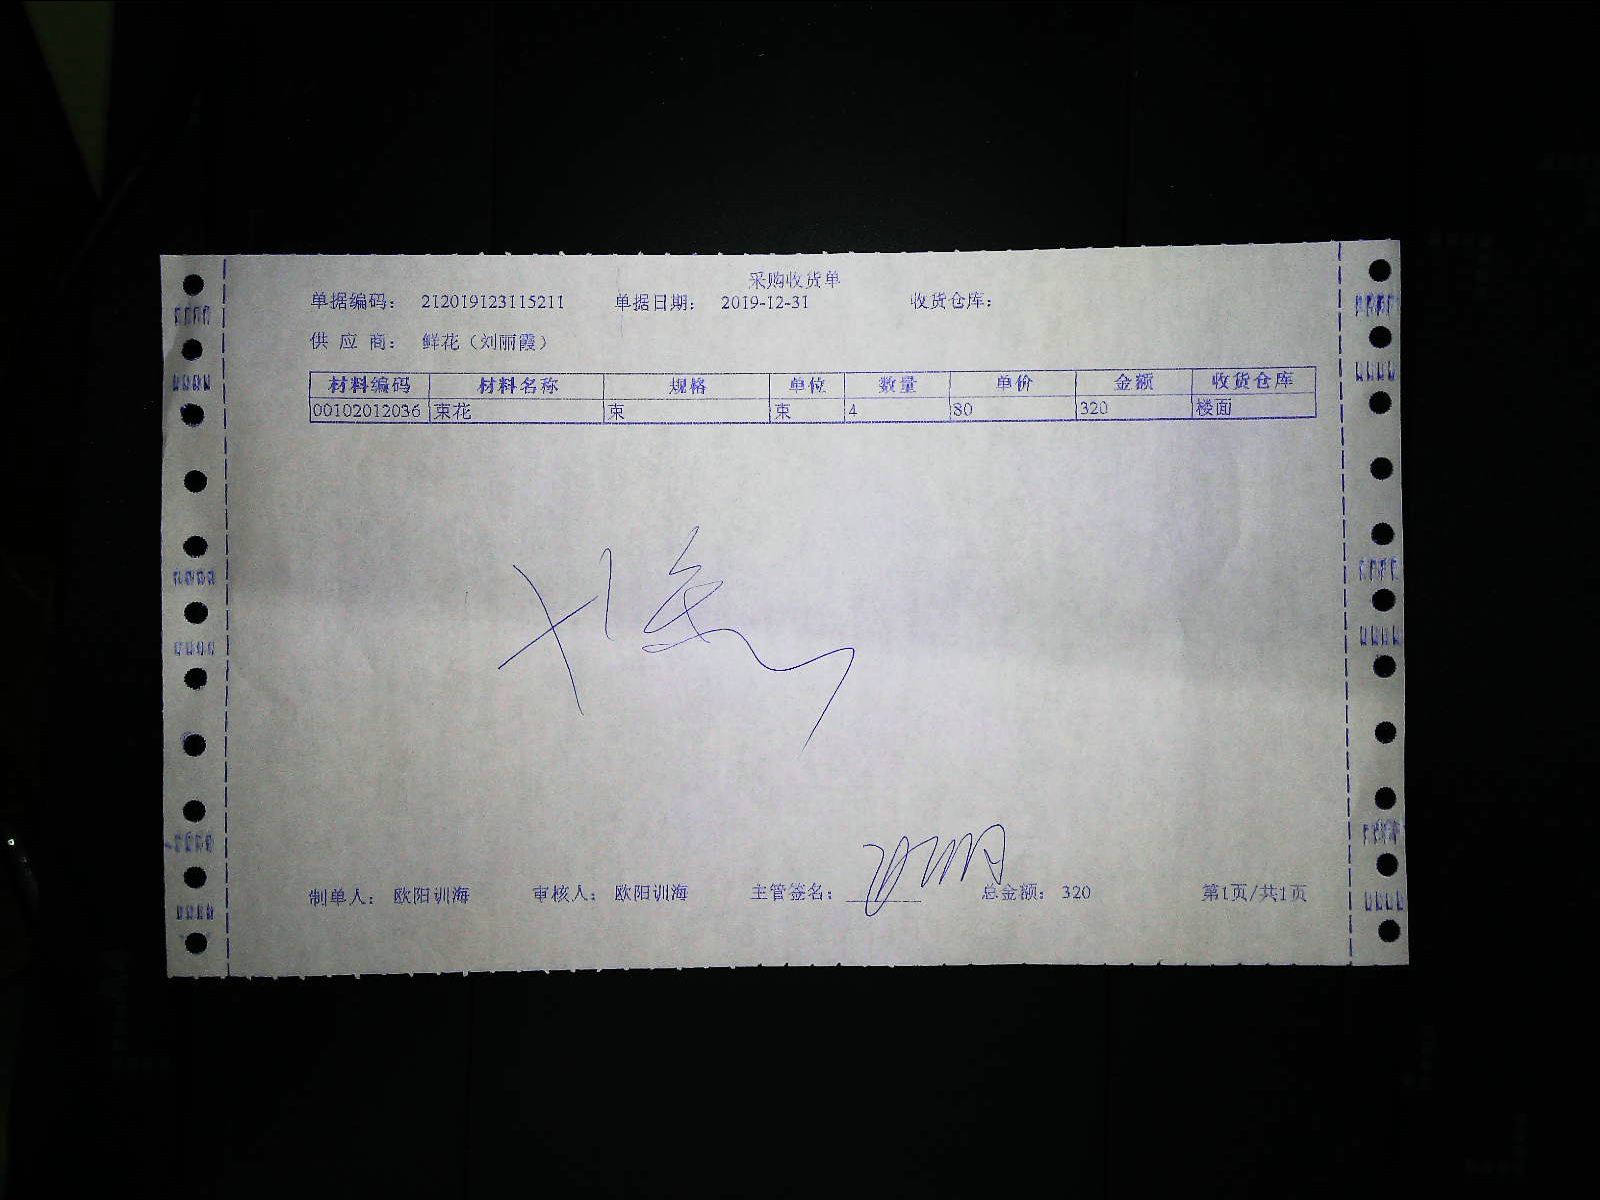 采购收货单
单据编码： 212019123115211 单据日期： 2019-12-31 收货仓库：
供 应 商： 鲜花（刘丽霞）
材料编码 材料名称 规格 单位 数量 单价 金额 收货仓库
00102012036 束花 束 束 4 80 320 楼面
制单人： 欧阳训海 审核人： 欧阳训海 主管签名： 总金额： 320 第1页/共1页